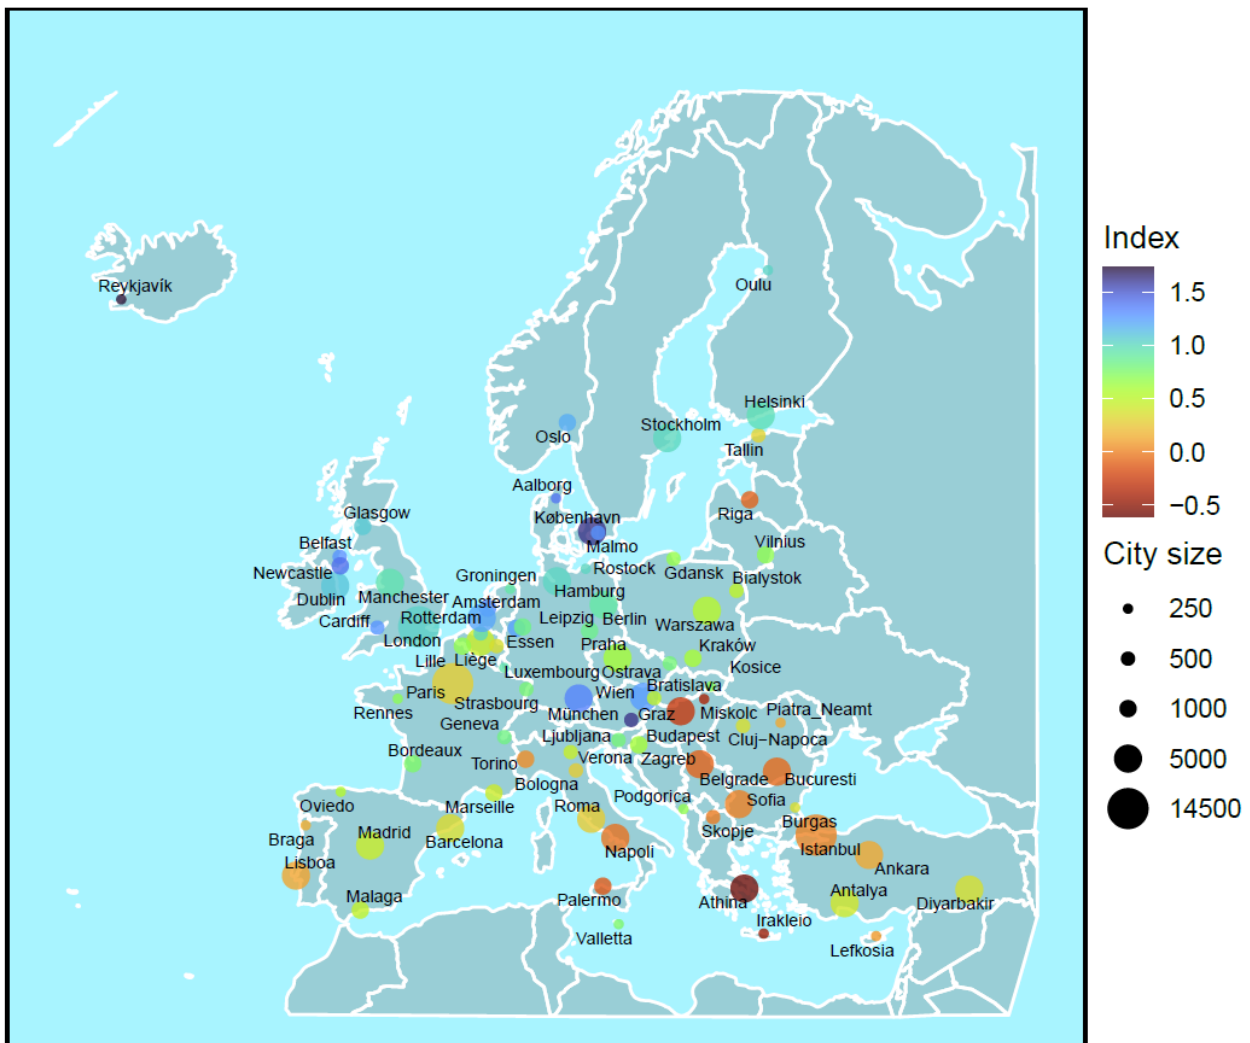 Reykjavík
Oulu
Helsinki
Stockholm
Oslo
Tallin
Aalborg
København
Riga
Glasgow
Malmo
Belfast
Vilnius
Newcastle
Groningen
Rostock
Gdansk
Bialystok
Dublin
Manchester
Amsterdam
Hamburg
Cardiff
Rotterdam
Leipzig
Berlin
Warszawa
London
Essen
Praha
Kraków
Lille
Liège
Luxembourg
Ostrava
Kosice
Paris
Strasbourg
Wien
Bratislava
Rennes
Geneva
München
Graz
Miskolc
Piatra_Neamt
Ljubljana
Budapest
Cluj−Napoca
Bordeaux
Torino
Verona
Zagreb
Bologna
Belgrade
Bucuresti
Oviedo
Marseille
Roma
Podgorica
Sofia
Braga
Madrid
Barcelona
Skopje
Burgas
Lisboa
Napoli
Istanbul
Ankara
Malaga
Palermo
Athina
Antalya
Diyarbakir
Valletta
Irakleio
Lefkosia
Index
1.5
1.0
0.5
0.0
−0.5
City size
250
500
1000
5000
14500